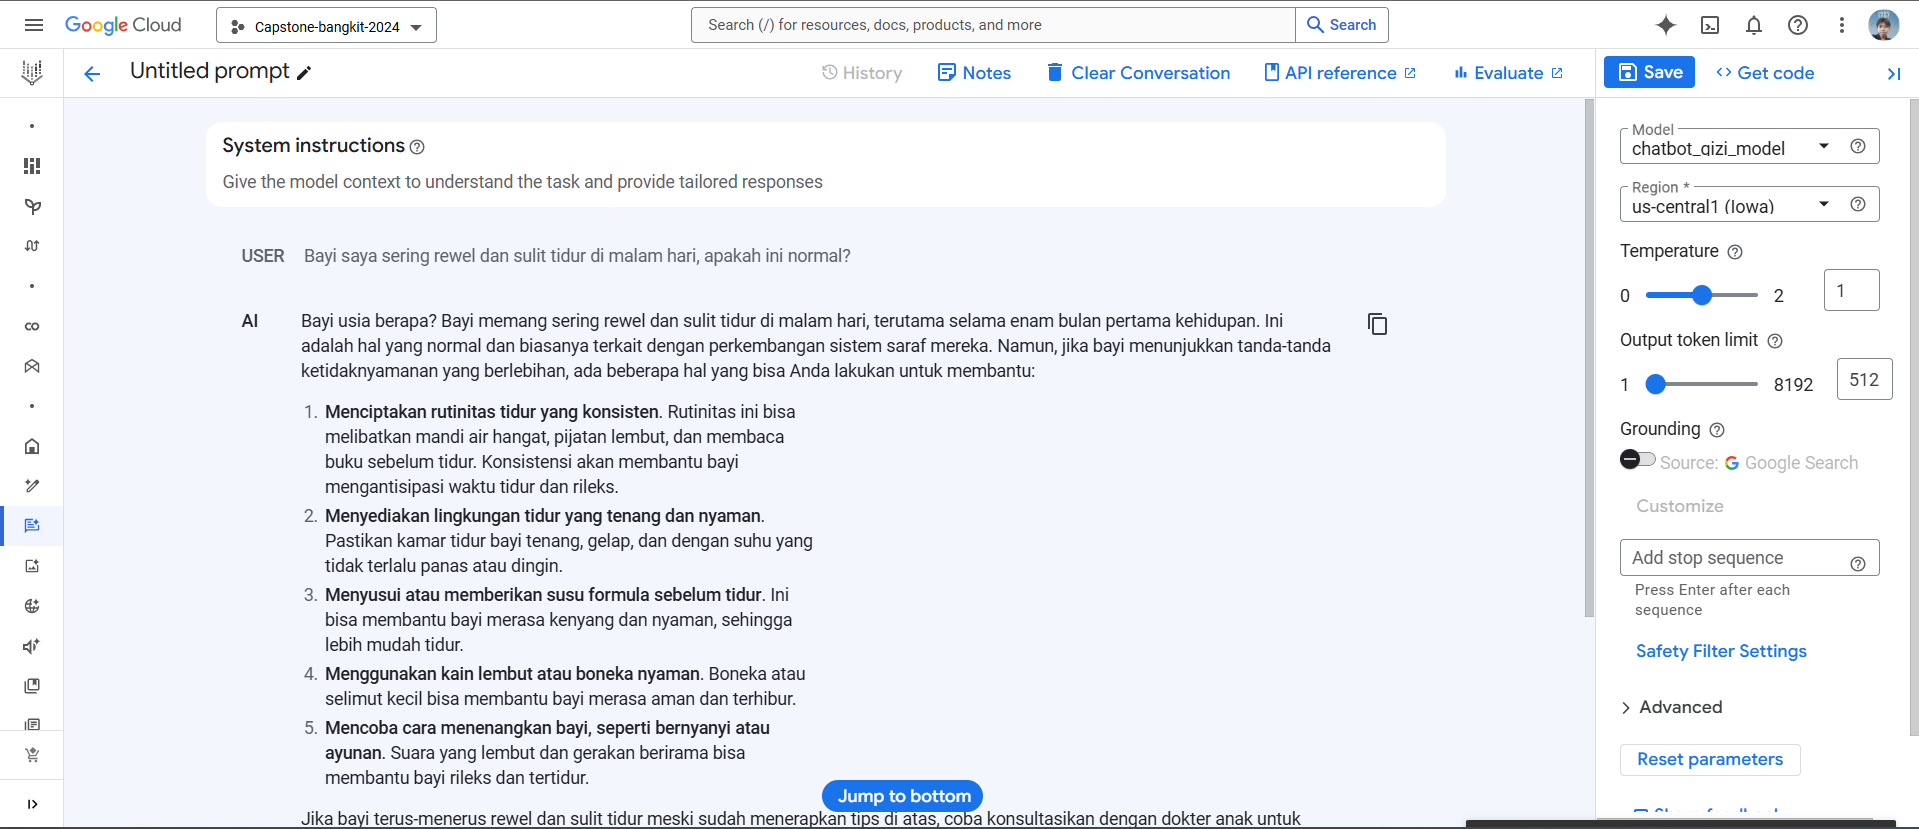 Google Cloud
Capstone-bangkit-2024
Search (/) for resources, docs, products, and more
Search
Untitled prompt
History
Notes
Clear Conversation
API reference
Evaluate
Save
Get code
System instructions
Give the model context to understand the task and provide tailored responses
USER Bayi saya sering rewel dan sulit tidur di malam hari, apakah ini normal?
AI Bayi usia berapa? Bayi memang sering rewel dan sulit tidur di malam hari, terutama selama enam bulan pertama kehidupan. Ini
adalah hal yang normal dan biasanya terkait dengan perkembangan sistem saraf mereka. Namun, jika bayi menunjukkan tanda-tanda
ketidaknyamanan yang berlebihan, ada beberapa hal yang bisa Anda lakukan untuk membantu:
1. Menciptakan rutinitas tidur yang konsisten. Rutinitas ini bisa
melibatkan mandi air hangat, pijatan lembut, dan membaca
buku sebelum tidur. Konsistensi akan membantu bayi
mengantisipasi waktu tidur dan rileks.
2. Menyediakan lingkungan tidur yang tenang dan nyaman.
Pastikan kamar tidur bayi tenang, gelap, dan dengan suhu yang
tidak terlalu panas atau dingin.
3. Menyusui atau memberikan susu formula sebelum tidur. Ini
bisa membantu bayi merasa kenyang dan nyaman, sehingga
lebih mudah tidur.
4. Menggunakan kain lembut atau boneka nyaman. Boneka atau
selimut kecil bisa membantu bayi merasa aman dan terhibur.
5. Mencoba cara menenangkan bayi, seperti bernyanyi atau
ayunan. Suara yang lembut dan gerakan berirama bisa
membantu bayi rileks dan tertidur.
Jump to bottom
Jika bayi terus-menerus rewel dan sulit tidur meski sudah menerapkan tips di atas, coba konsultasikan dengan dokter anak untuk
Model
chatbot_gizi_model
Region *
us-central1 (Iowa)
Temperature
0 2 1
Output token limit
1 8192 512
Grounding
Source: Google Search
Customize
Add stop sequence
Press Enter after each
sequence
Safety Filter Settings
Advanced
Reset parameters